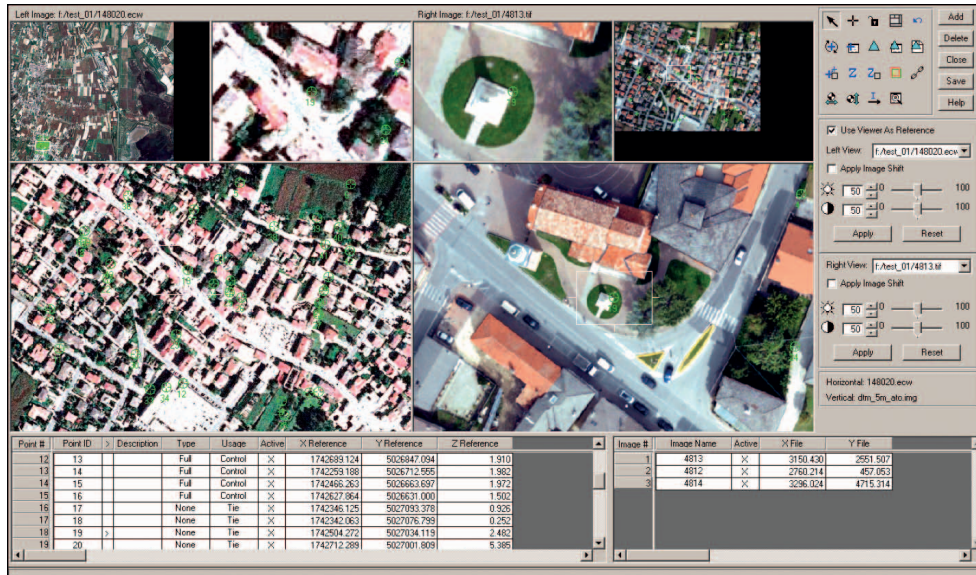 Left Image: f:/test_01/148020.ecw
Right Image: f:/test_01/4813.tif
Add
Delete
Close
Save
Help
Use Viewer As Reference
Left View: f:/test_01/148020.ecw
Apply Image Shift
50 0 100
50 0 100
Apply Reset
Right View: f:/test_01/4813.tif
Apply Image Shift
50 0 100
50 0 100
Apply Reset
Horizontal: 148020.ecw
Vertical: dtm_5m_ato.img
Point # Point ID > Description Type Usage Active X Reference Y Reference Z Reference
12 13 Full Control X 1742689.124 5026847.094 1.910
13 14 Full Control X 1742259.188 5026712.555 1.982
14 15 Full Control X 1742466.263 5026663.697 1.972
15 16 Full Control X 1742627.864 5026631.000 1.502
16 17 None Tie X 1742346.125 5027093.378 0.926
17 18 None Tie X 1742342.063 5027076.799 0.252
18 19 > None Tie X 1742504.272 5027034.119 2.482
19 20 None Tie X 1742712.289 5027001.809 5.385
Image # Image Name Active X File Y File
1 4813 X 3150.430 2551.507
2 4812 X 2760.214 457.053
3 4814 X 3296.024 4715.314